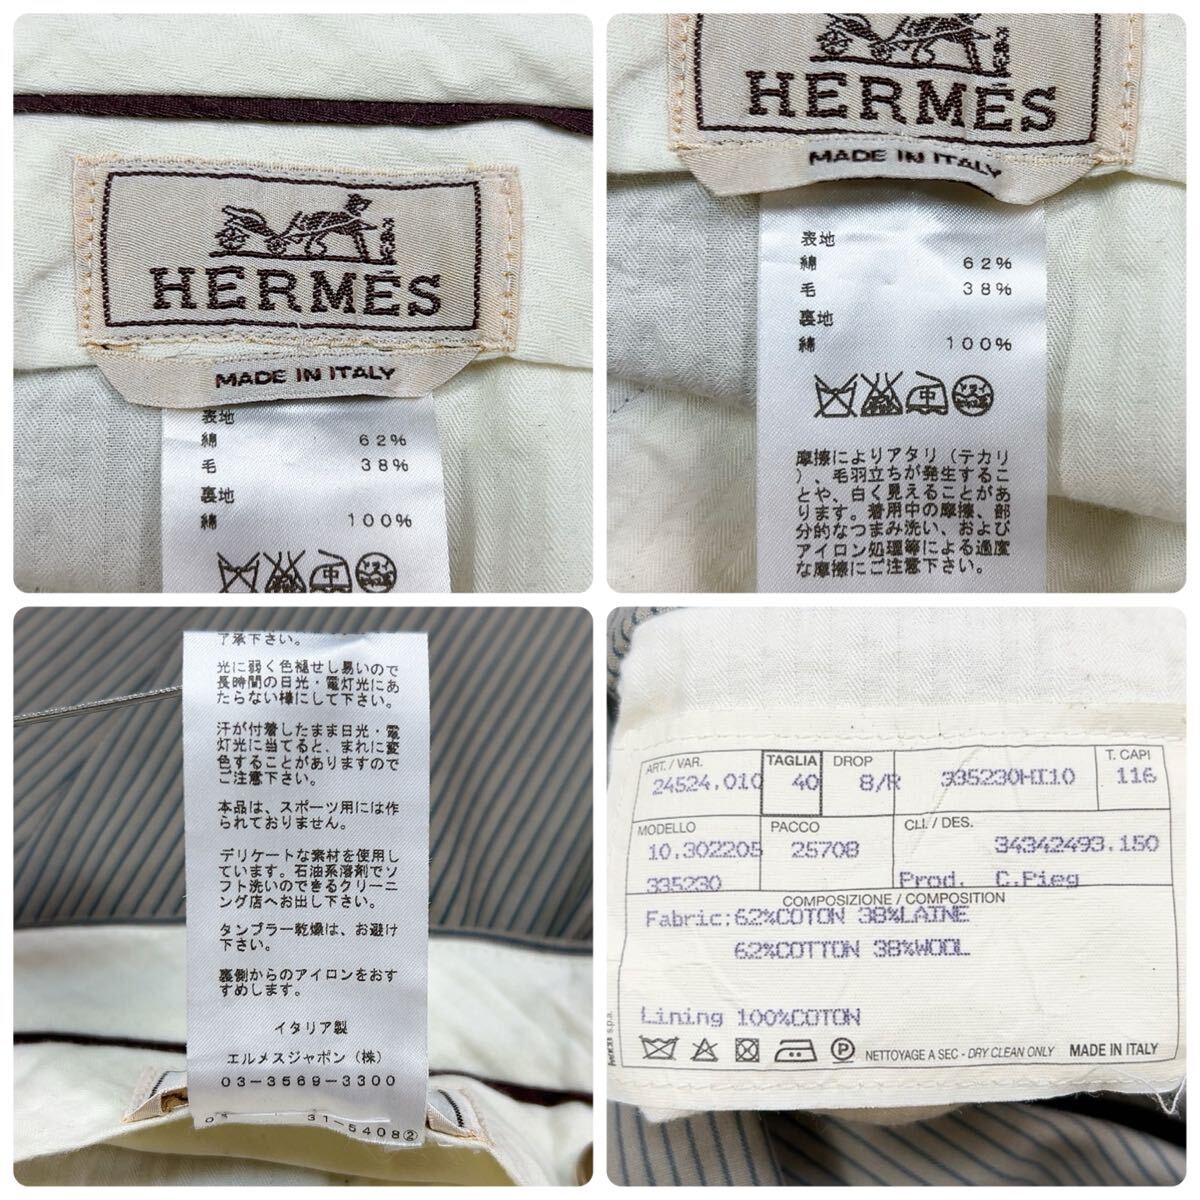 HERMES
MADE IN ITALY
表地
綿 62%
毛 38%
裏地
綿 100%
HERMES
MADE IN ITALY
表地
綿 62%
毛 38%
裏地
綿 100%
中
摩擦によりアタリ（テカリ
）、毛羽立ちが発生するこ
とや、白く見えることがあ
ります。着用中の摩擦、部
分的なつまみ洗い、および
アイロン処理等による過度
な摩擦にご注意下さい。
了承下さい。
光に弱く色褪せし易いので
長時間の日光・電灯光にあ
たらない様にして下さい。
汗が付着したまま日光・電
灯光に当てると、まれに変
色することがありますので
ご注意下さい。
本品は、スポーツ用には作
られておりません。
デリケートな素材を使用し
ています。石油系溶剤でソ
フト洗いのできるクリーニ
ング店へお出し下さい。
タンブラー乾燥は、お避け
下さい。
裏側からのアイロンをおす
すめします。
イタリア製
エルメスジャポン（株）
03-3569-3300
31-5408②
ART./ VAR. TAGLIA DROP T. CAPI
24524.010 40 8/R 335230HI10 116
MODELLO PACCO CLI. / DES.
10.302205 25708 34342493.150
335230 Prod. C.Pieg
COMPOSIZIONE / COMPOSITION
Fabric:62%COTON 38%LAINE
62%COTTON 38%WOOL
Lining 100%COTON
P NETTOYAGE A SEC - DRY CLEAN ONLY MADE IN ITALY